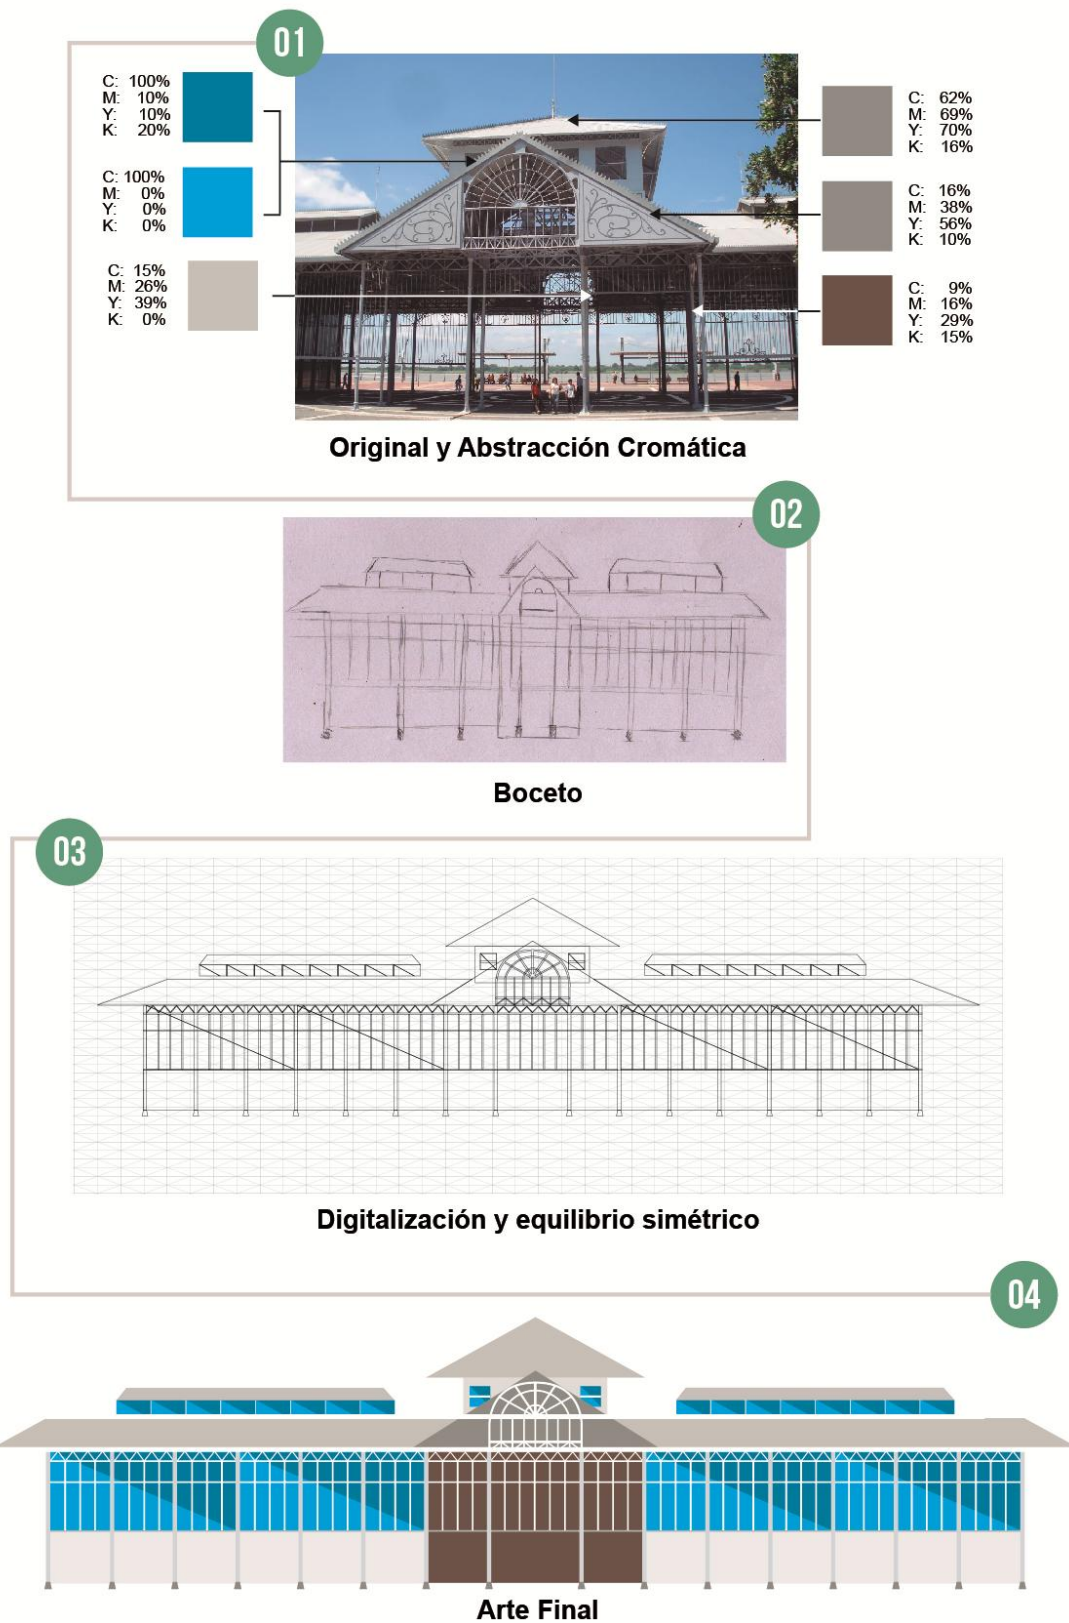 01
C: 100%
M: 10%
Y: 10%
K: 20%
C: 100%
M: 0%
Y: 0%
K: 0%
C: 15%
M: 26%
Y: 39%
K: 0%
C: 62%
M: 69%
Y: 70%
K: 16%
C: 16%
M: 38%
Y: 56%
K: 10%
C: 9%
M: 16%
Y: 29%
K: 15%
Original y Abstracción Cromática
02
Boceto
03
Digitalización y equilibrio simétrico
04
Arte Final